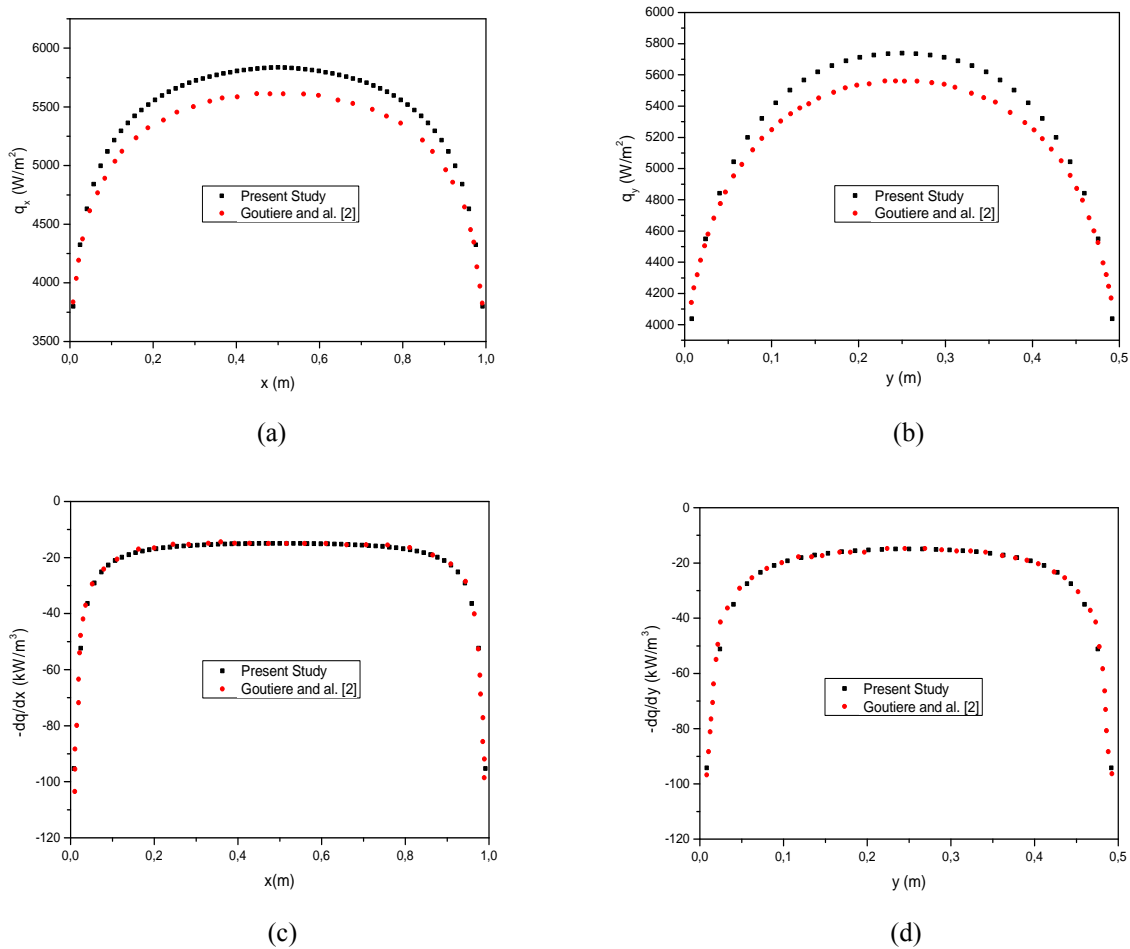 6000
5500
5000
4500
4000
3500
q_x (W/m²)
Present Study
Goutiere and al. [2]
0,0 0,2 0,4 0,6 0,8 1,0
x (m)
(a)
6000
5800
5600
5400
5200
5000
4800
4600
4400
4200
4000
q_y (W/m²)
Present Study
Goutiere and al. [2]
0,0 0,1 0,2 0,3 0,4 0,5
y (m)
(b)
0
-20
-40
-60
-80
-100
-120
-dq/dx (kW/m³)
Present Study
Goutiere and al. [2]
0,0 0,2 0,4 0,6 0,8 1,0
x(m)
(c)
0
-20
-40
-60
-80
-100
-120
-dq/dy (kW/m³)
Present Study
Goutiere and al. [2]
0,0 0,1 0,2 0,3 0,4 0,5
y (m)
(d)